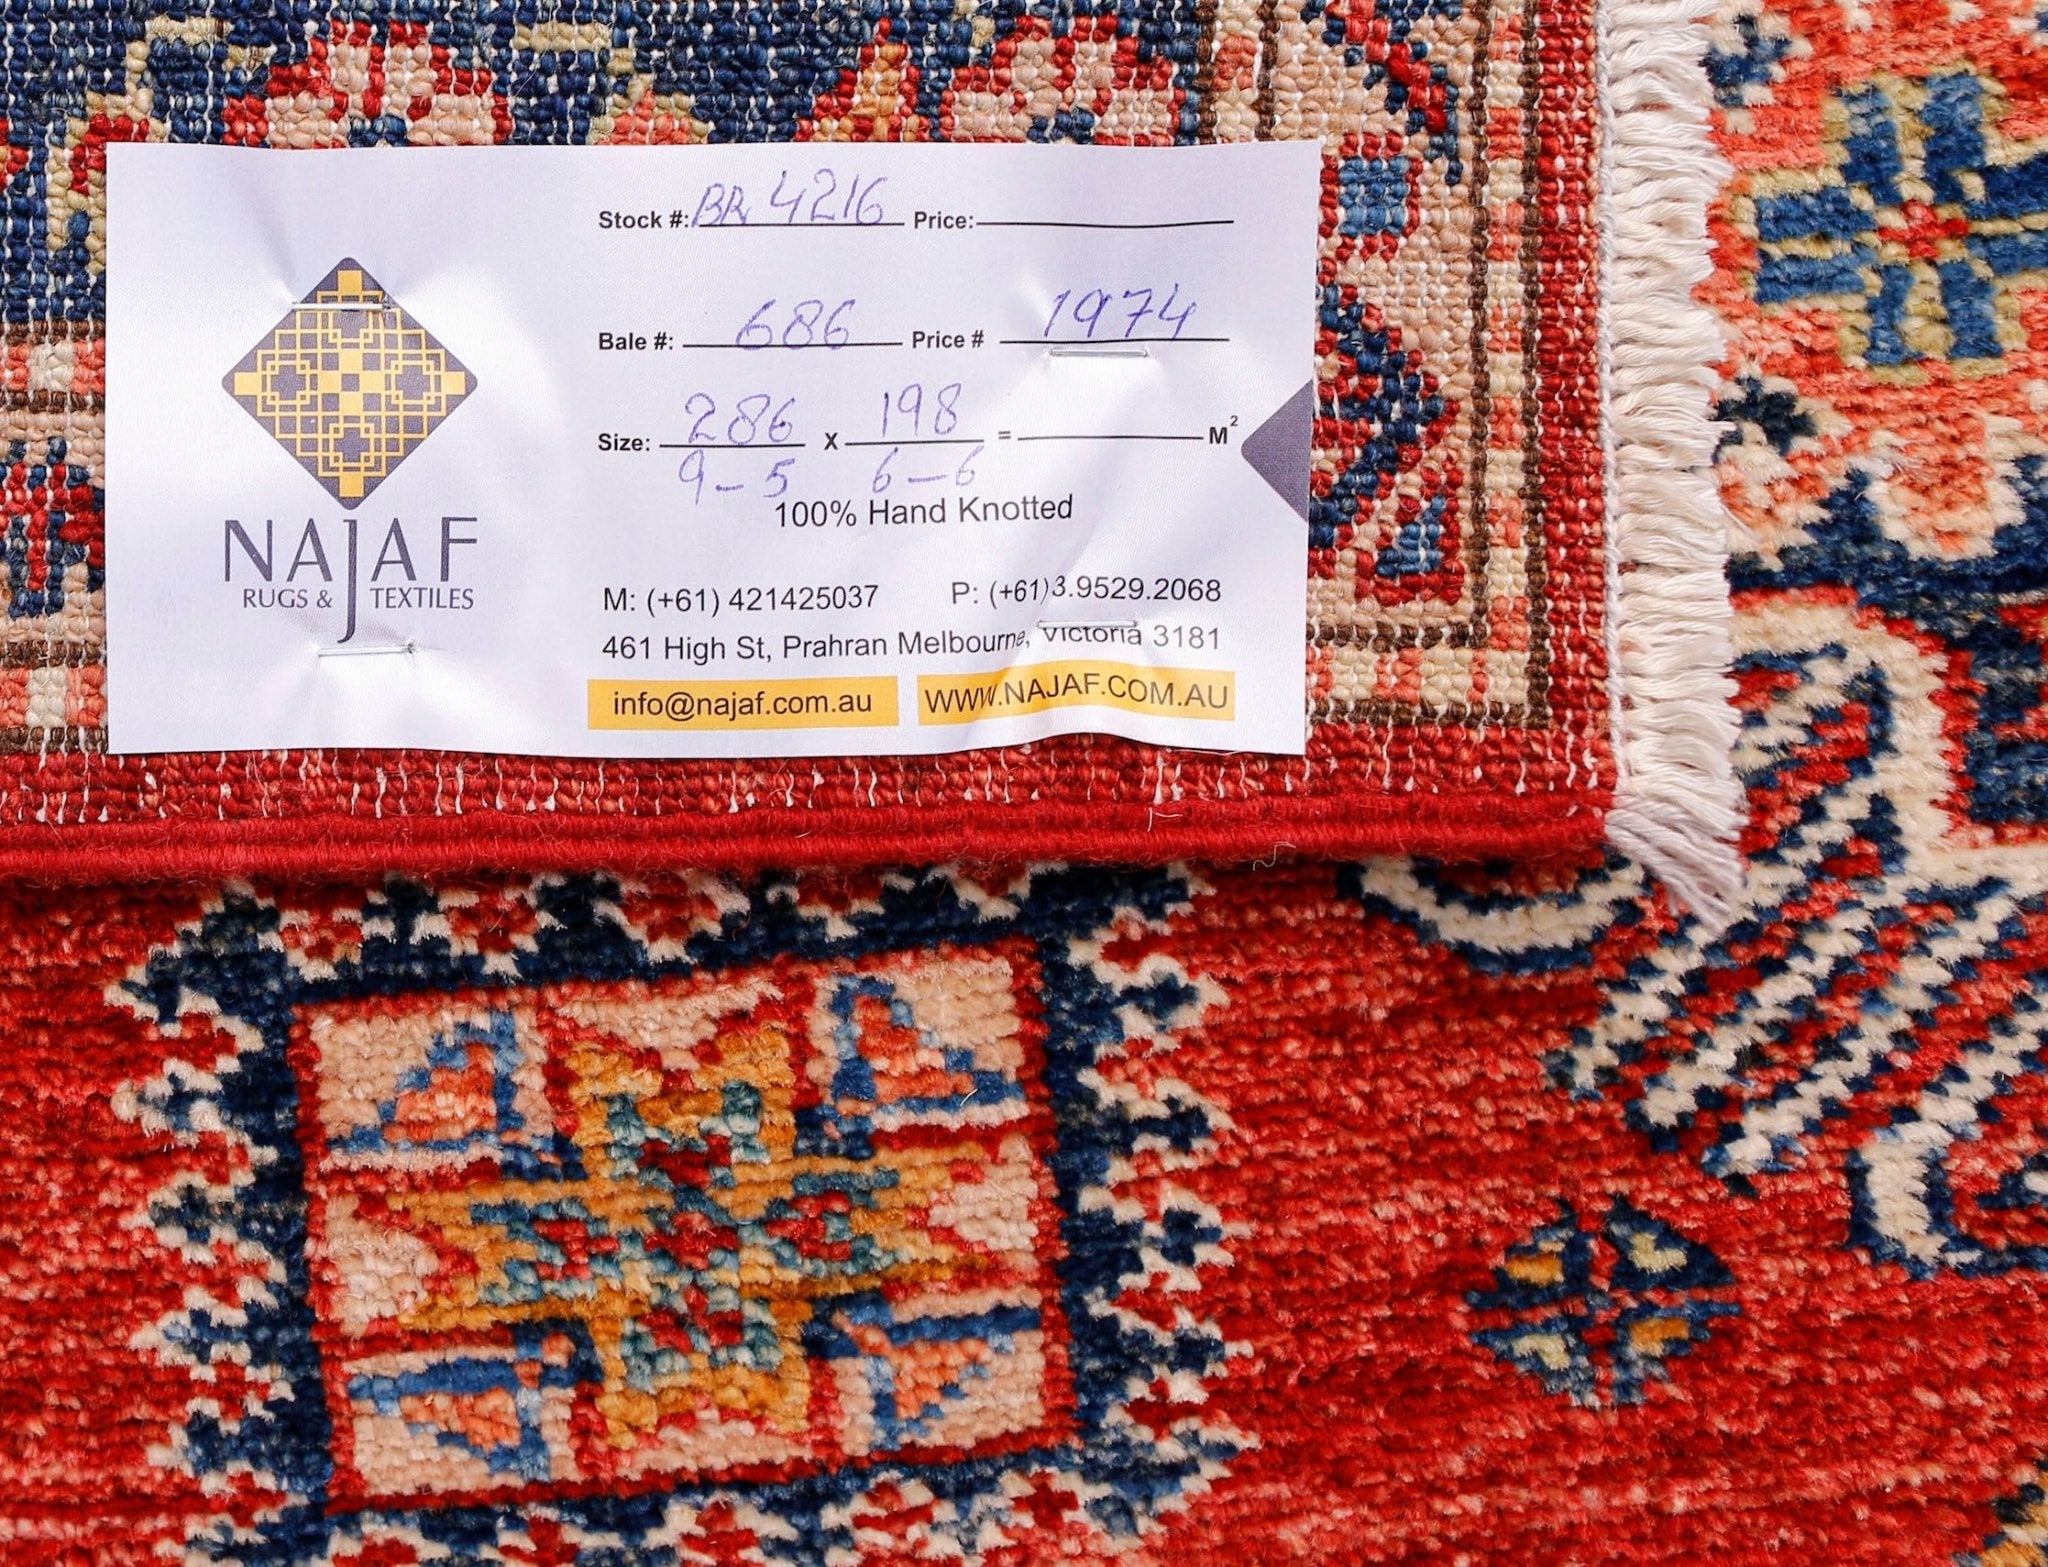 Stock #: BR 4216 Price:
Bale #: 686 Price # 1974
Size: 286 X 198 = M²
9-5 6-6
100% Hand Knotted
NAJAF
RUGS & TEXTILES
M: (+61) 421425037 P: (+61)3.9529.2068
461 High St, Prahran Melbourne, Victoria 3181
info@najaf.com.au WWW.NAJAF.COM.AU